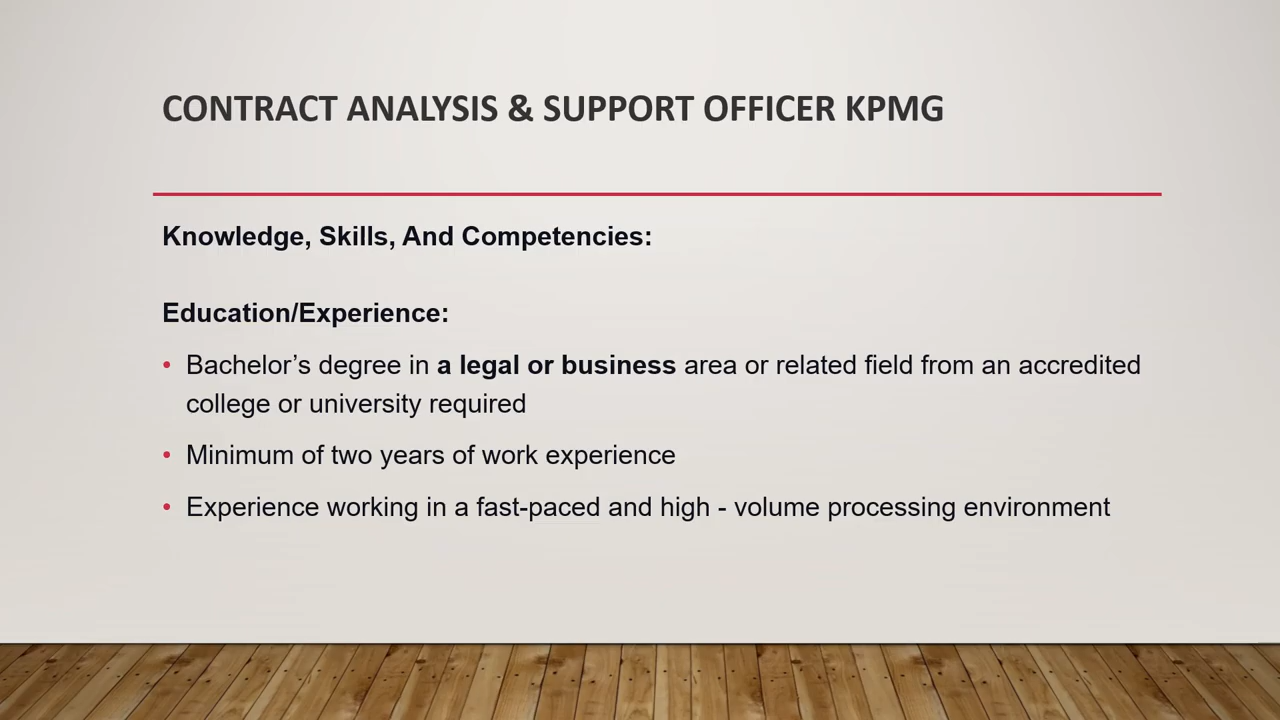 CONTRACT ANALYSIS & SUPPORT OFFICER KPMG
Knowledge, Skills, And Competencies:
Education/Experience:
• Bachelor’s degree in a legal or business area or related field from an accredited
college or university required
• Minimum of two years of work experience
• Experience working in a fast-paced and high - volume processing environment